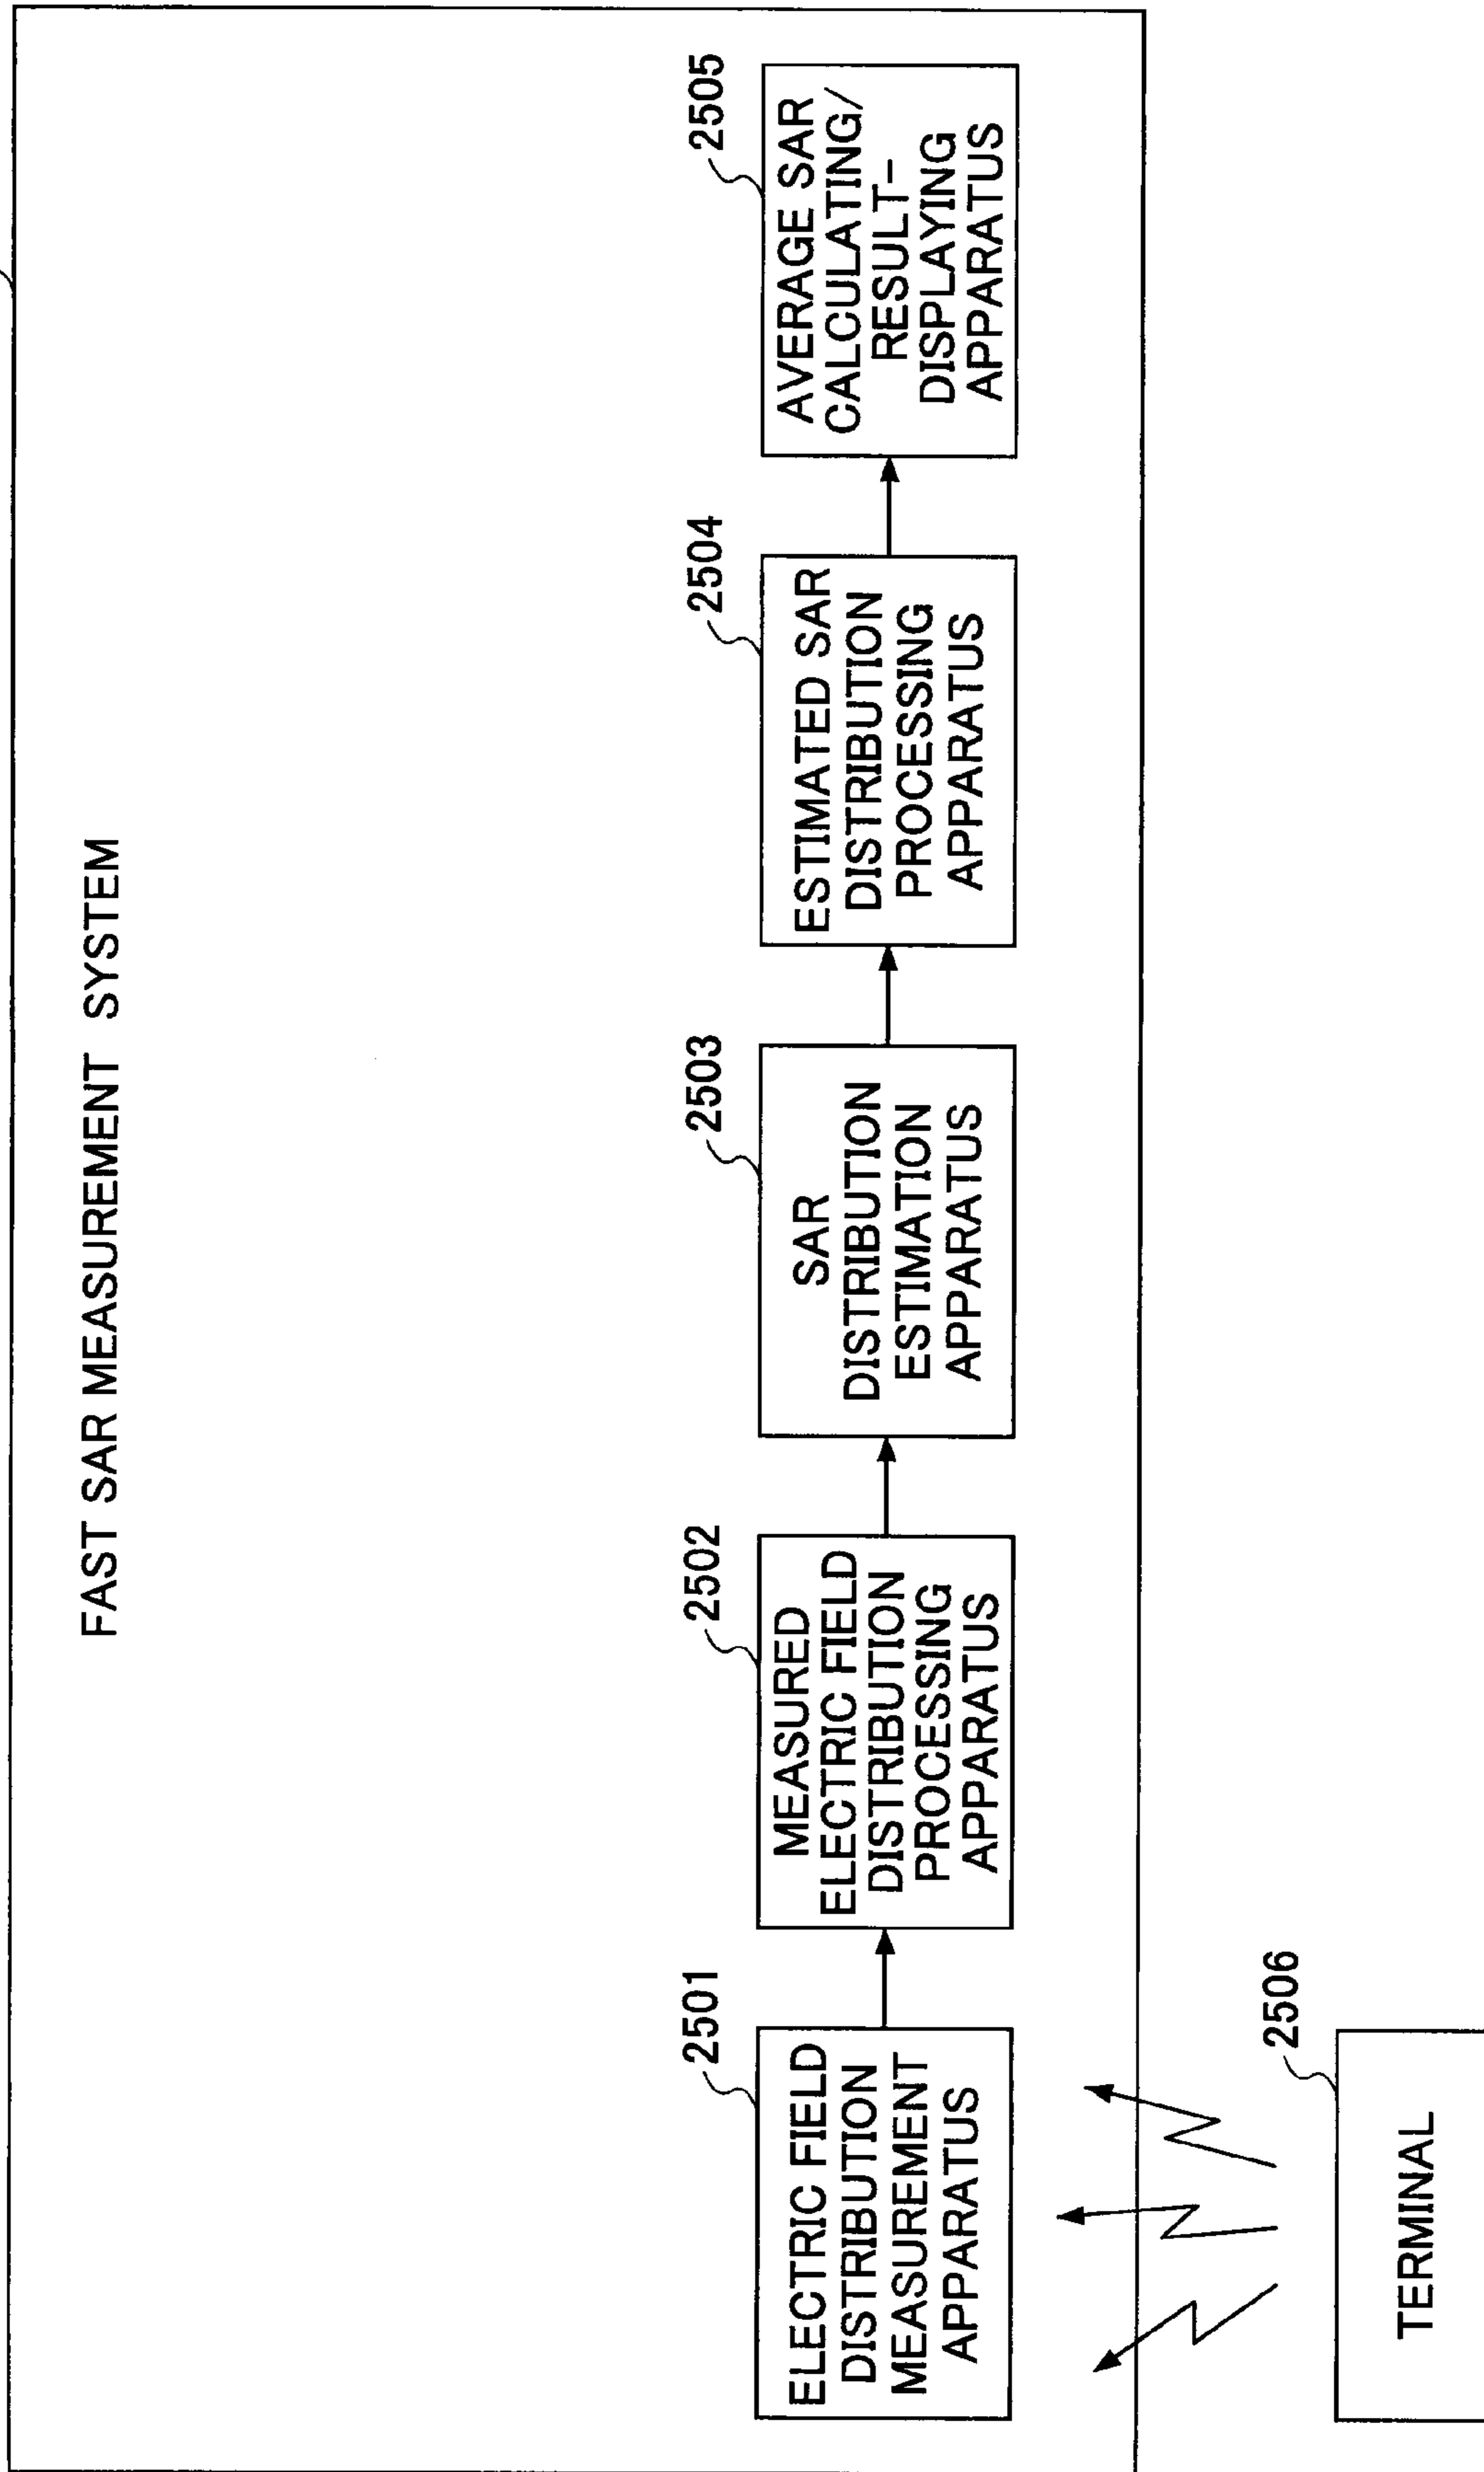 FAST SAR MEASUREMENT SYSTEM
2501
ELECTRIC FIELD
DISTRIBUTION
MEASUREMENT
APPARATUS
2502
MEASURED
ELECTRIC FIELD
DISTRIBUTION
PROCESSING
APPARATUS
2503
SAR
DISTRIBUTION
ESTIMATION
APPARATUS
2504
ESTIMATED SAR
DISTRIBUTION
PROCESSING
APPARATUS
2505
AVERAGE SAR
CALCULATING/
RESULT-
DISPLAYING
APPARATUS
2506
TERMINAL